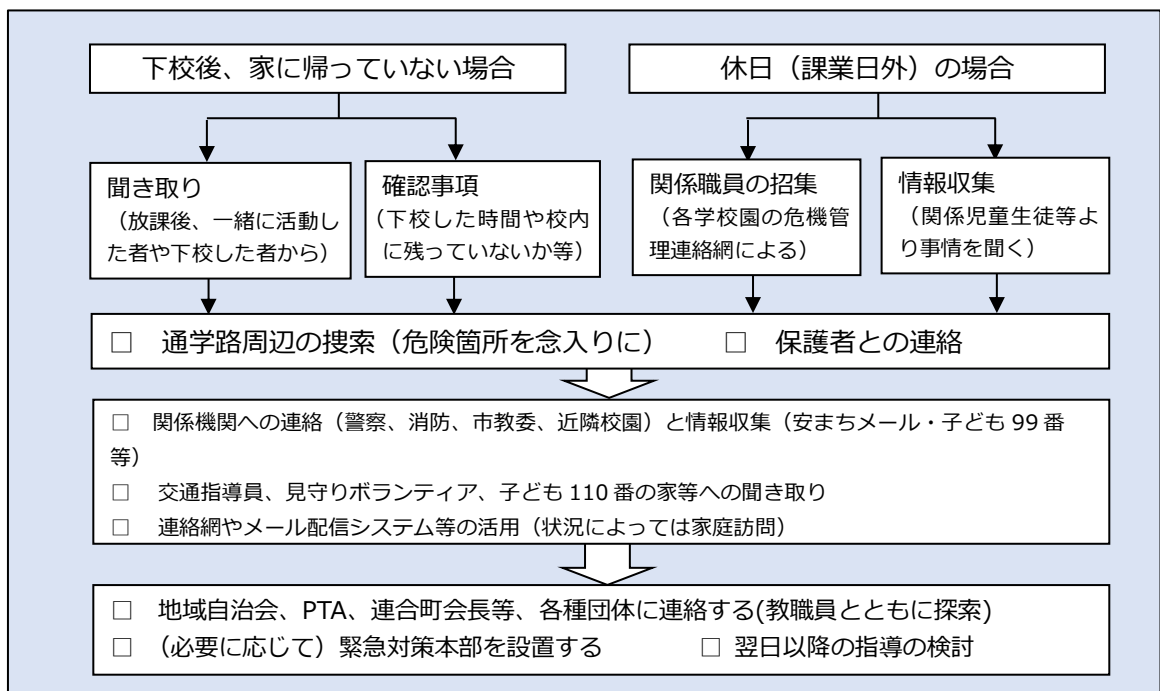 下校後、家に帰っていない場合
休日（課業日外）の場合
聞き取り
（放課後、一緒に活動し
た者や下校した者から）
確認事項
（下校した時間や校内
に残っていないか等）
関係職員の招集
（各学校園の危機管
理連絡網による）
情報収集
（関係児童生徒等よ
り事情を聞く）
□ 通学路周辺の捜索（危険箇所を念入りに） □ 保護者との連絡
□ 関係機関への連絡（警察、消防、市教委、近隣校園）と情報収集（安まちメール・子ども 99 番
等）
□ 交通指導員、見守りボランティア、子ども 110 番の家等への聞き取り
□ 連絡網やメール配信システム等の活用（状況によっては家庭訪問）
□ 地域自治会、PTA、連合町会長等、各種団体に連絡する(教職員とともに探索)
□ （必要に応じて）緊急対策本部を設置する □ 翌日以降の指導の検討